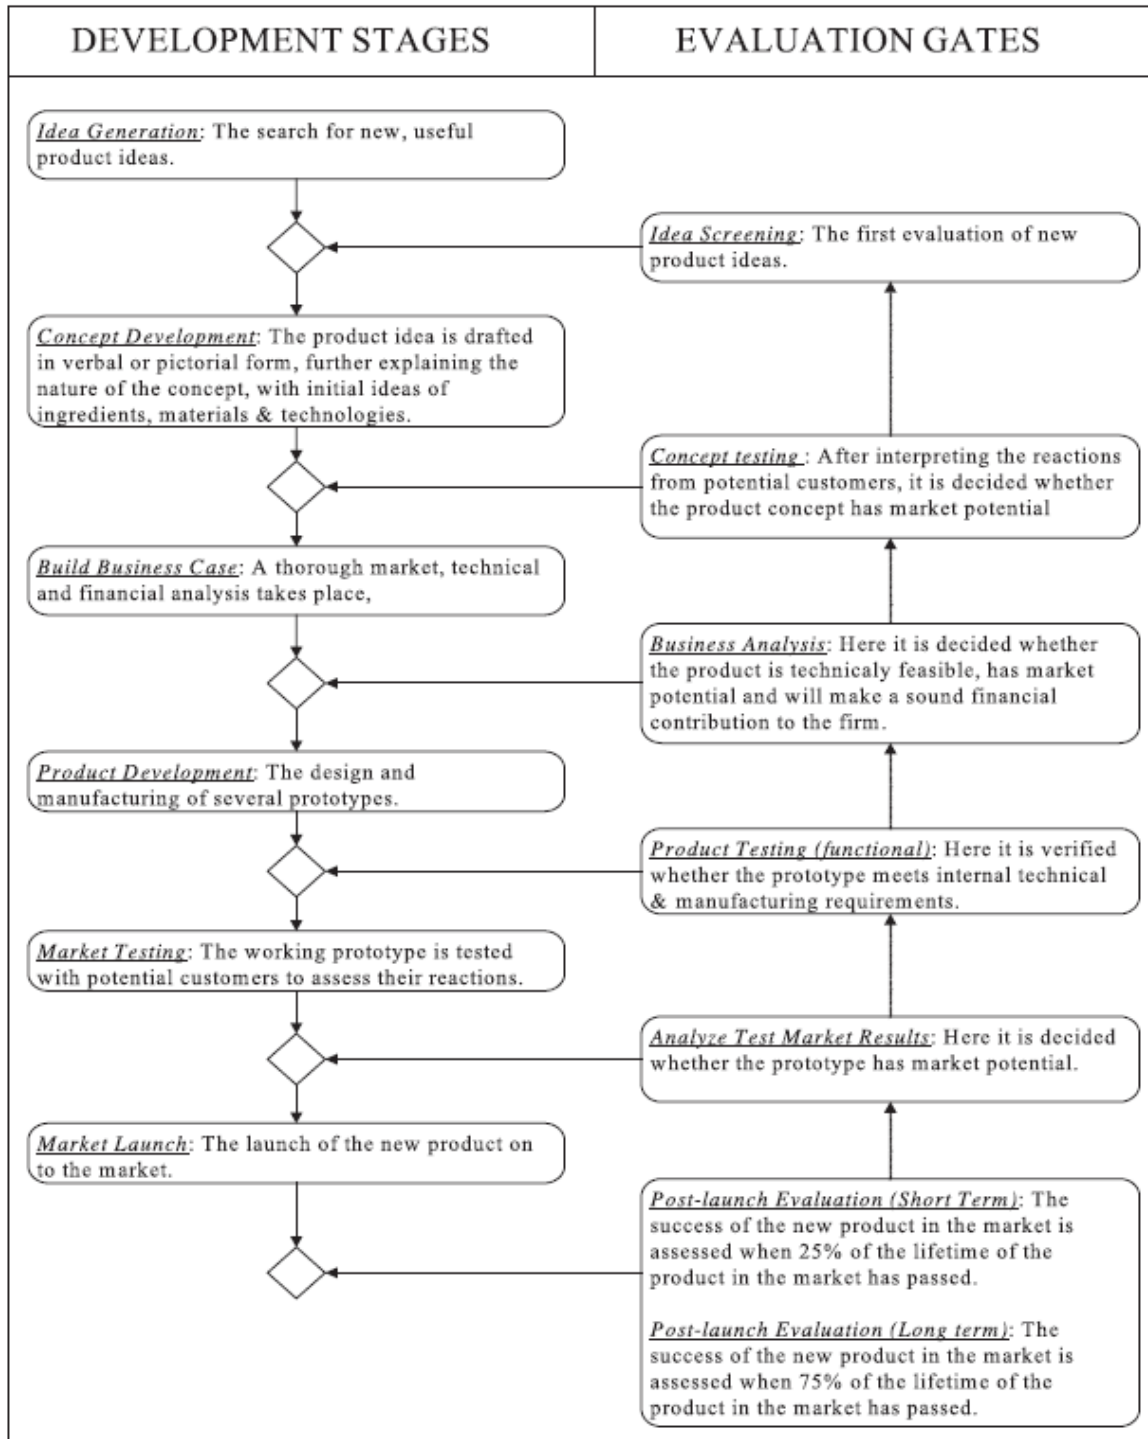 DEVELOPMENT STAGES
EVALUATION GATES
Idea Generation: The search for new, useful
product ideas.
Idea Screening: The first evaluation of new
product ideas.
Concept Development: The product idea is drafted
in verbal or pictorial form, further explaining the
nature of the concept, with initial ideas of
ingredients, materials & technologies.
Concept testing : After interpreting the reactions
from potential customers, it is decided whether
the product concept has market potential
Build Business Case: A thorough market, technical
and financial analysis takes place,
Business Analysis: Here it is decided whether
the product is technicaly feasible, has market
potential and will make a sound financial
contribution to the firm.
Product Development: The design and
manufacturing of several prototypes.
Product Testing (functional): Here it is verified
whether the prototype meets internal technical
& manufacturing requirements.
Market Testing: The working prototype is tested
with potential customers to assess their reactions.
Analyze Test Market Results: Here it is decided
whether the prototype has market potential.
Market Launch: The launch of the new product on
to the market.
Post-launch Evaluation (Short Term): The
success of the new product in the market is
assessed when 25% of the lifetime of the
product in the market has passed.
Post-launch Evaluation (Long term): The
success of the new product in the market is
assessed when 75% of the lifetime of the
product in the market has passed.